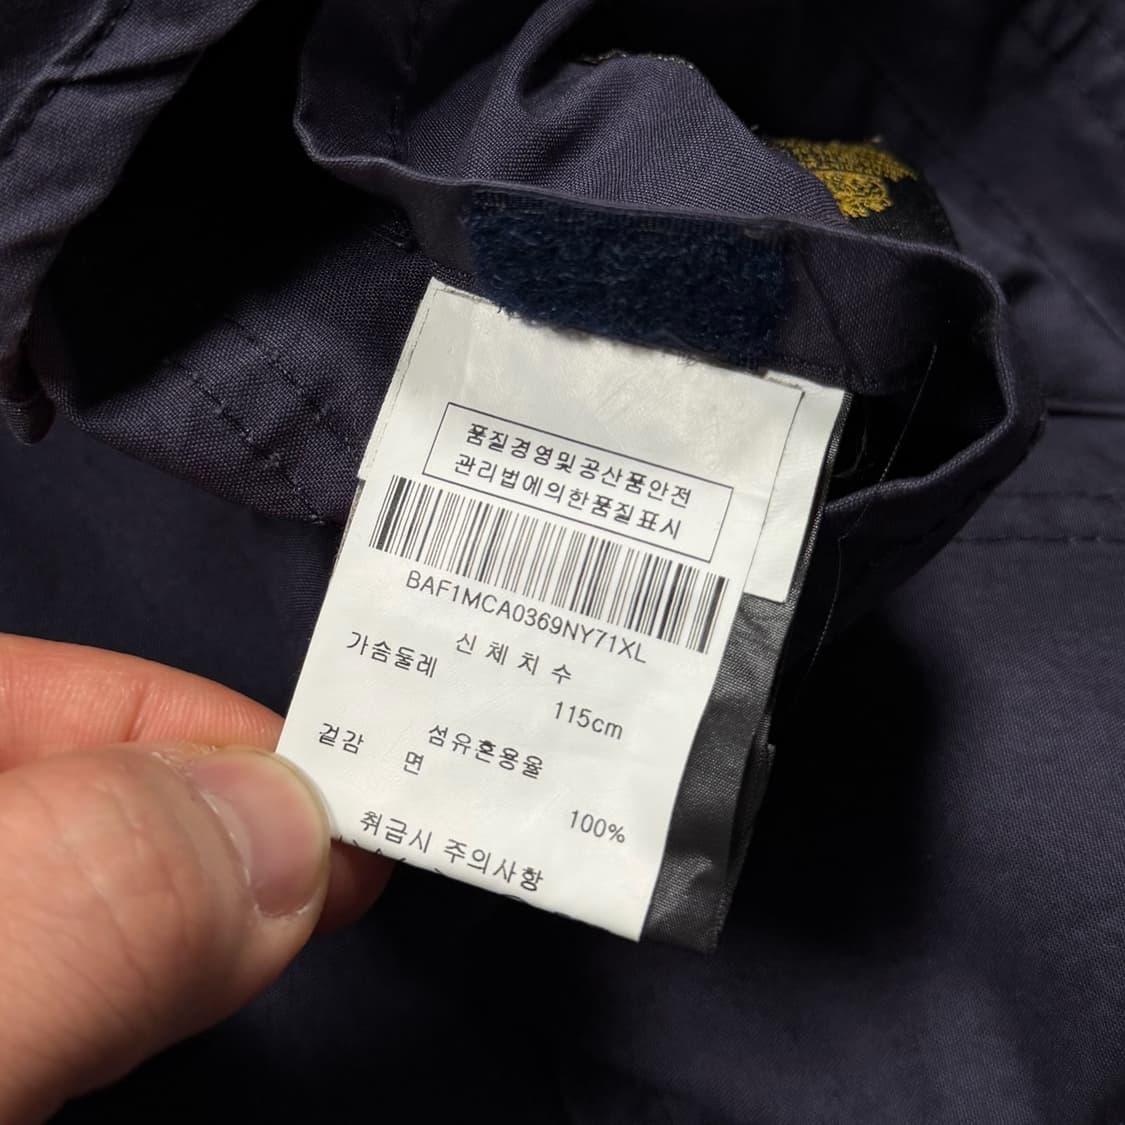 품질경영및공산품안전
관리법에의한품질표시
BAF1MCA0369NY71XL
신체치수
가슴둘레
115cm
섬유혼용율
겉감 면
100%
취급시 주의사항